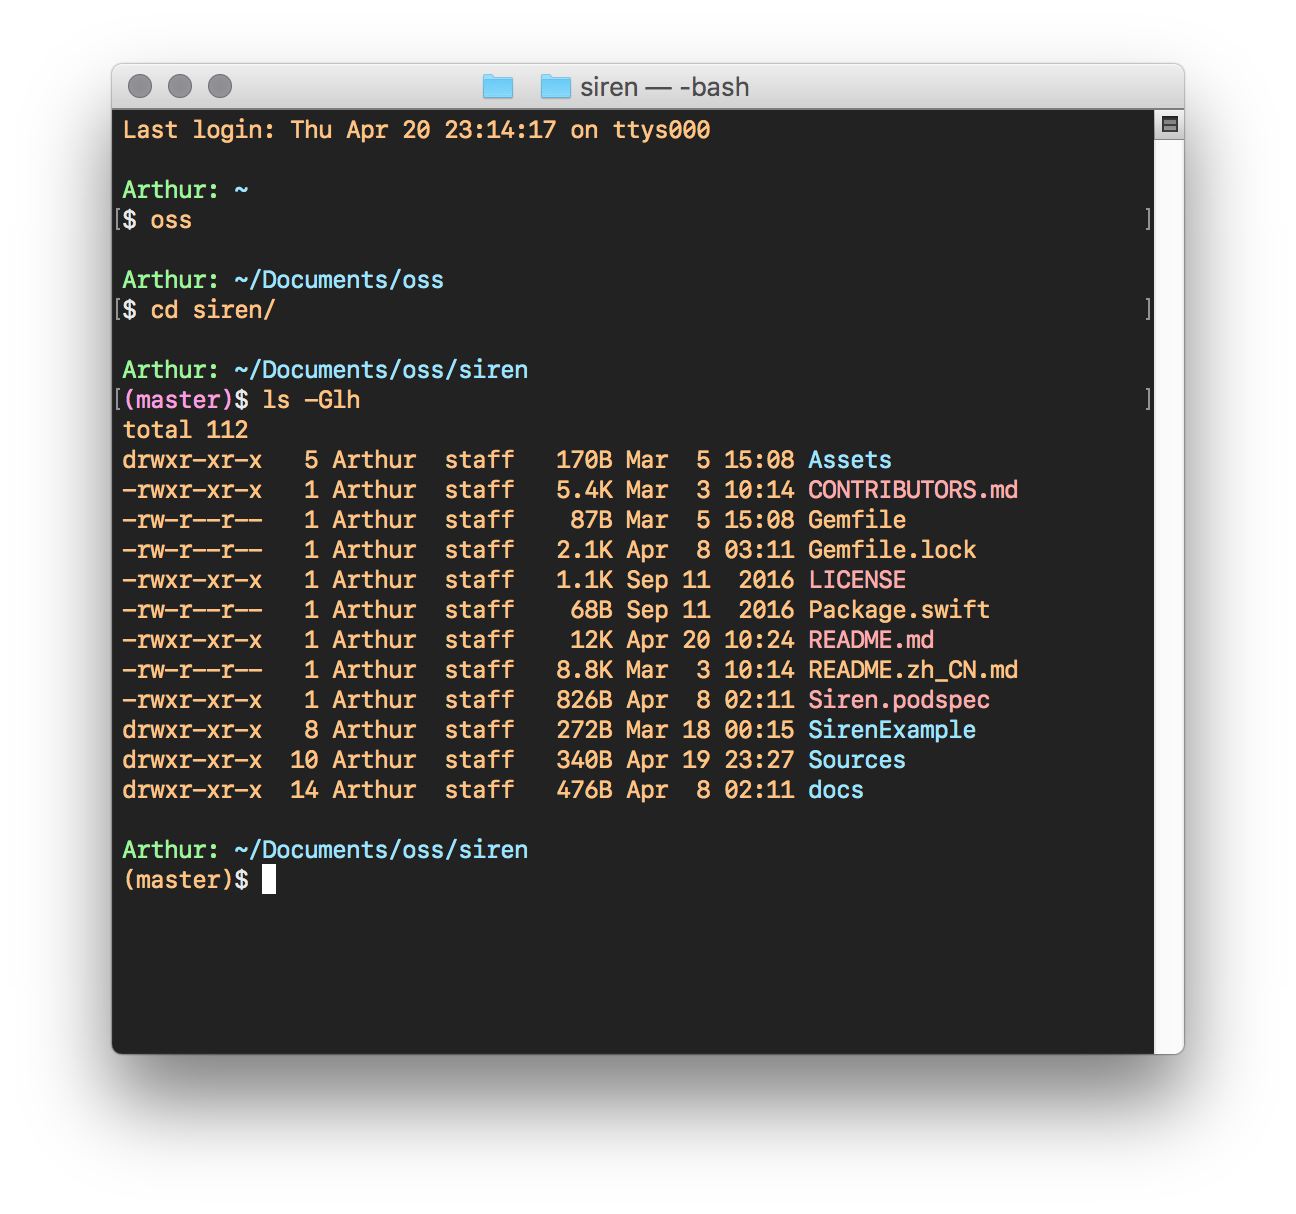 siren — -bash
Last login: Thu Apr 20 23:14:17 on ttys000
Arthur: ~
[$ oss ]
Arthur: ~/Documents/oss
[$ cd siren/ ]
Arthur: ~/Documents/oss/siren
[(master)$ ls -Glh ]
total 112
drwxr-xr-x   5 Arthur  staff   170B Mar  5 15:08 Assets
-rwxr-xr-x   1 Arthur  staff   5.4K Mar  3 10:14 CONTRIBUTORS.md
-rw-r--r--   1 Arthur  staff    87B Mar  5 15:08 Gemfile
-rw-r--r--   1 Arthur  staff   2.1K Apr  8 03:11 Gemfile.lock
-rwxr-xr-x   1 Arthur  staff   1.1K Sep 11  2016 LICENSE
-rw-r--r--   1 Arthur  staff    68B Sep 11  2016 Package.swift
-rwxr-xr-x   1 Arthur  staff    12K Apr 20 10:24 README.md
-rw-r--r--   1 Arthur  staff   8.8K Mar  3 10:14 README.zh_CN.md
-rwxr-xr-x   1 Arthur  staff   826B Apr  8 02:11 Siren.podspec
drwxr-xr-x   8 Arthur  staff   272B Mar 18 00:15 SirenExample
drwxr-xr-x  10 Arthur  staff   340B Apr 19 23:27 Sources
drwxr-xr-x  14 Arthur  staff   476B Apr  8 02:11 docs
Arthur: ~/Documents/oss/siren
(master)$